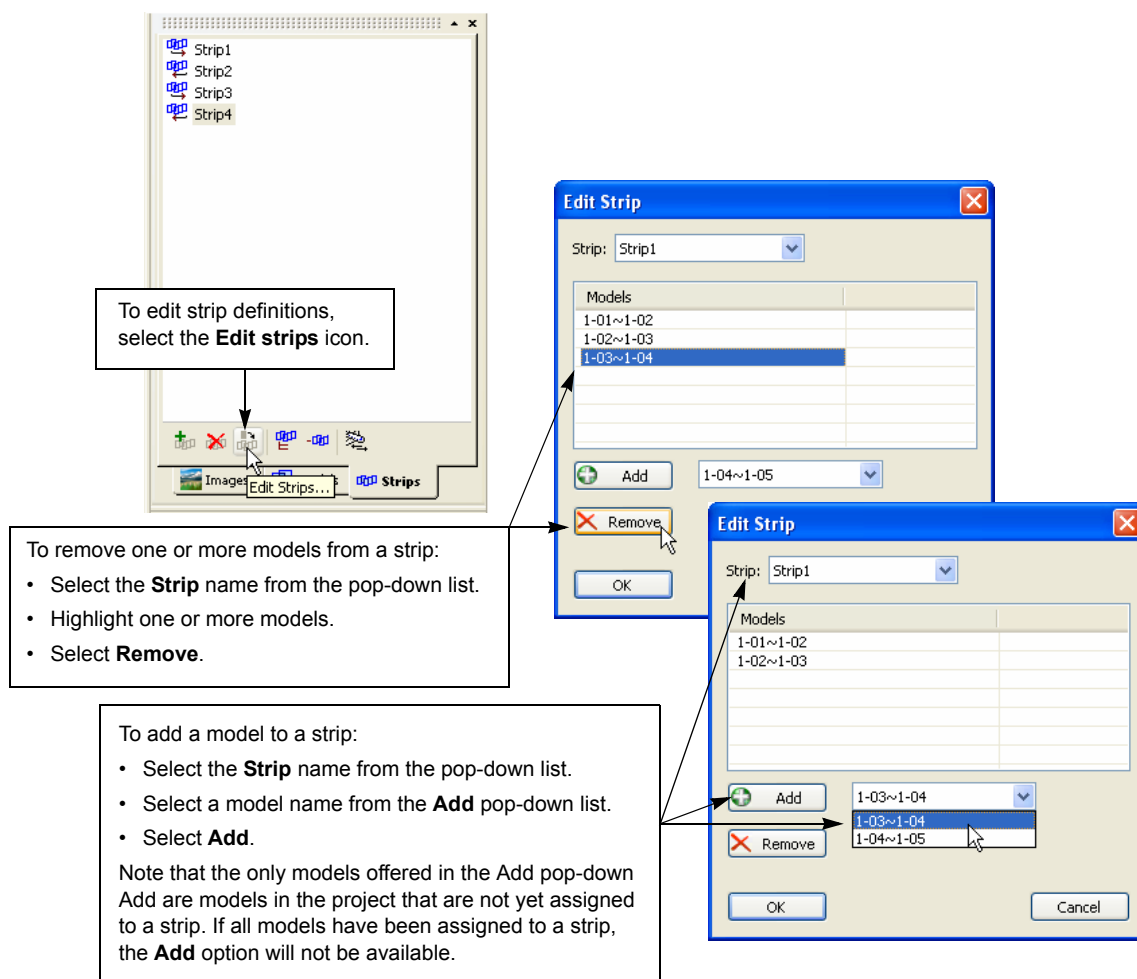 Strip1
Strip2
Strip3
Strip4
To edit strip definitions,
select the Edit strips icon.
Images
Edit Strips...
Strips
Edit Strip
Strip: Strip1
Models
1-01~1-02
1-02~1-03
1-03~1-04
Add 1-04~1-05
Remove
OK
To remove one or more models from a strip:
• Select the Strip name from the pop-down list.
• Highlight one or more models.
• Select Remove.
Edit Strip
Strip: Strip1
Models
1-01~1-02
1-02~1-03
Add 1-03~1-04
1-03~1-04
1-04~1-05
Remove
OK Cancel
To add a model to a strip:
• Select the Strip name from the pop-down list.
• Select a model name from the Add pop-down list.
• Select Add.
Note that the only models offered in the Add pop-down
Add are models in the project that are not yet assigned
to a strip. If all models have been assigned to a strip,
the Add option will not be available.